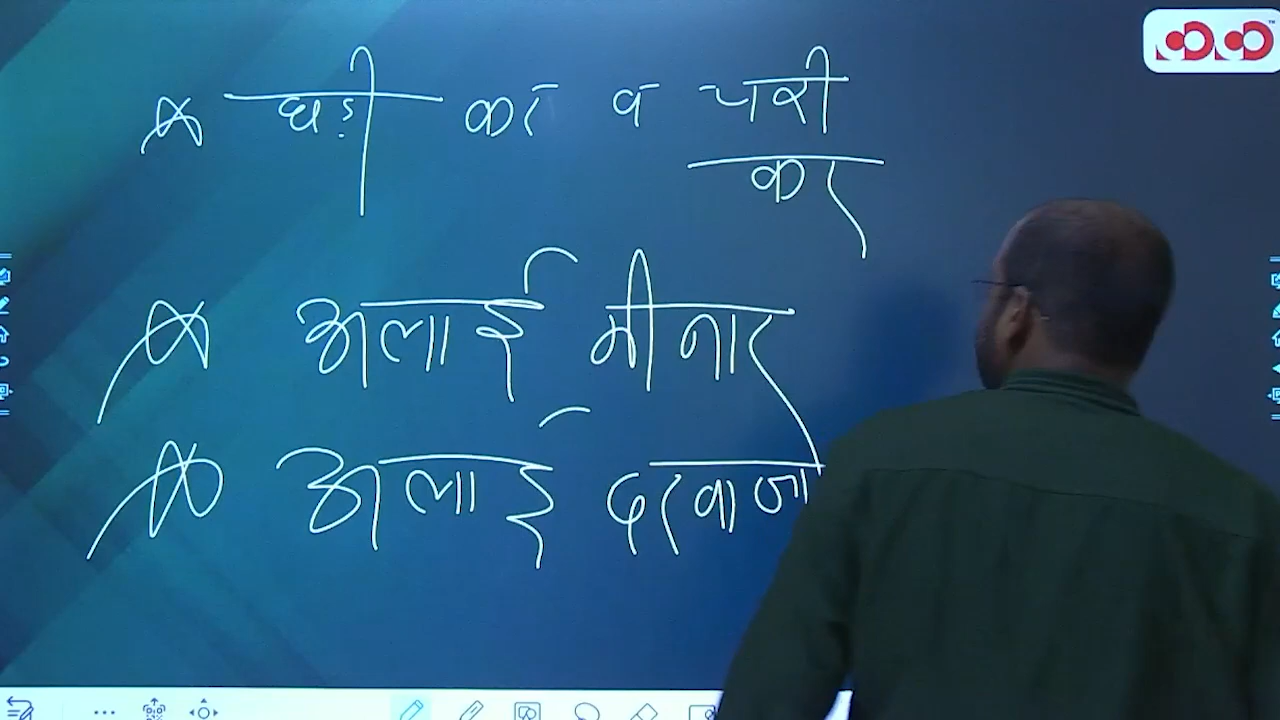 घड़ी कर व चरी
कर
अलाई मीनार
अलाई दरवाजा